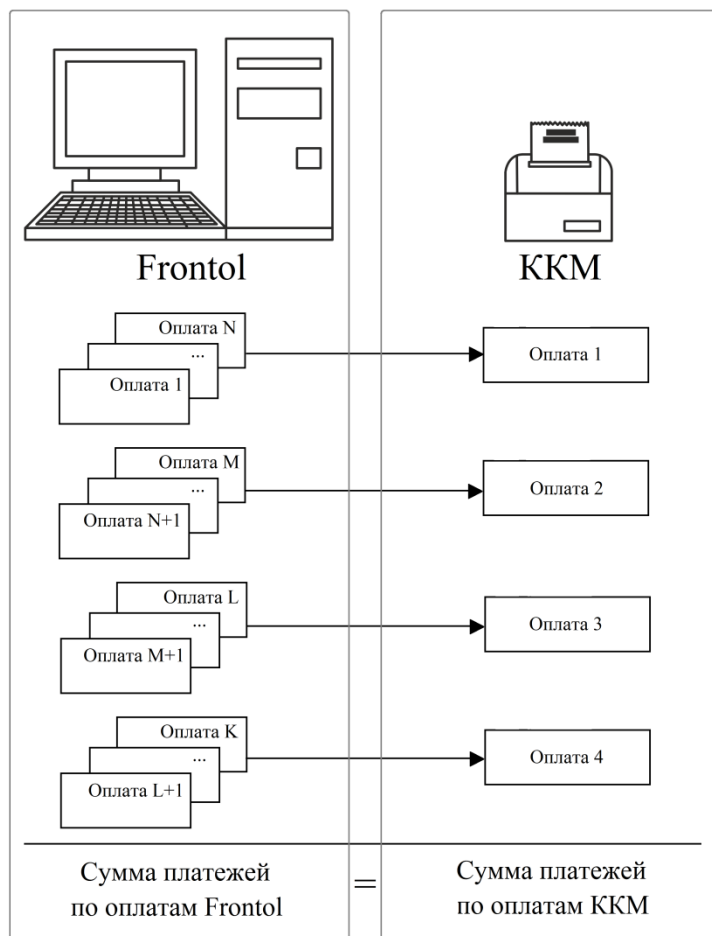 Frontol
ККМ
Оплата N
...
Оплата 1
Оплата 1
Оплата M
...
Оплата N+1
Оплата 2
Оплата L
...
Оплата M+1
Оплата 3
Оплата K
...
Оплата L+1
Оплата 4
Сумма платежей
по оплатам Frontol
=
Сумма платежей
по оплатам ККМ